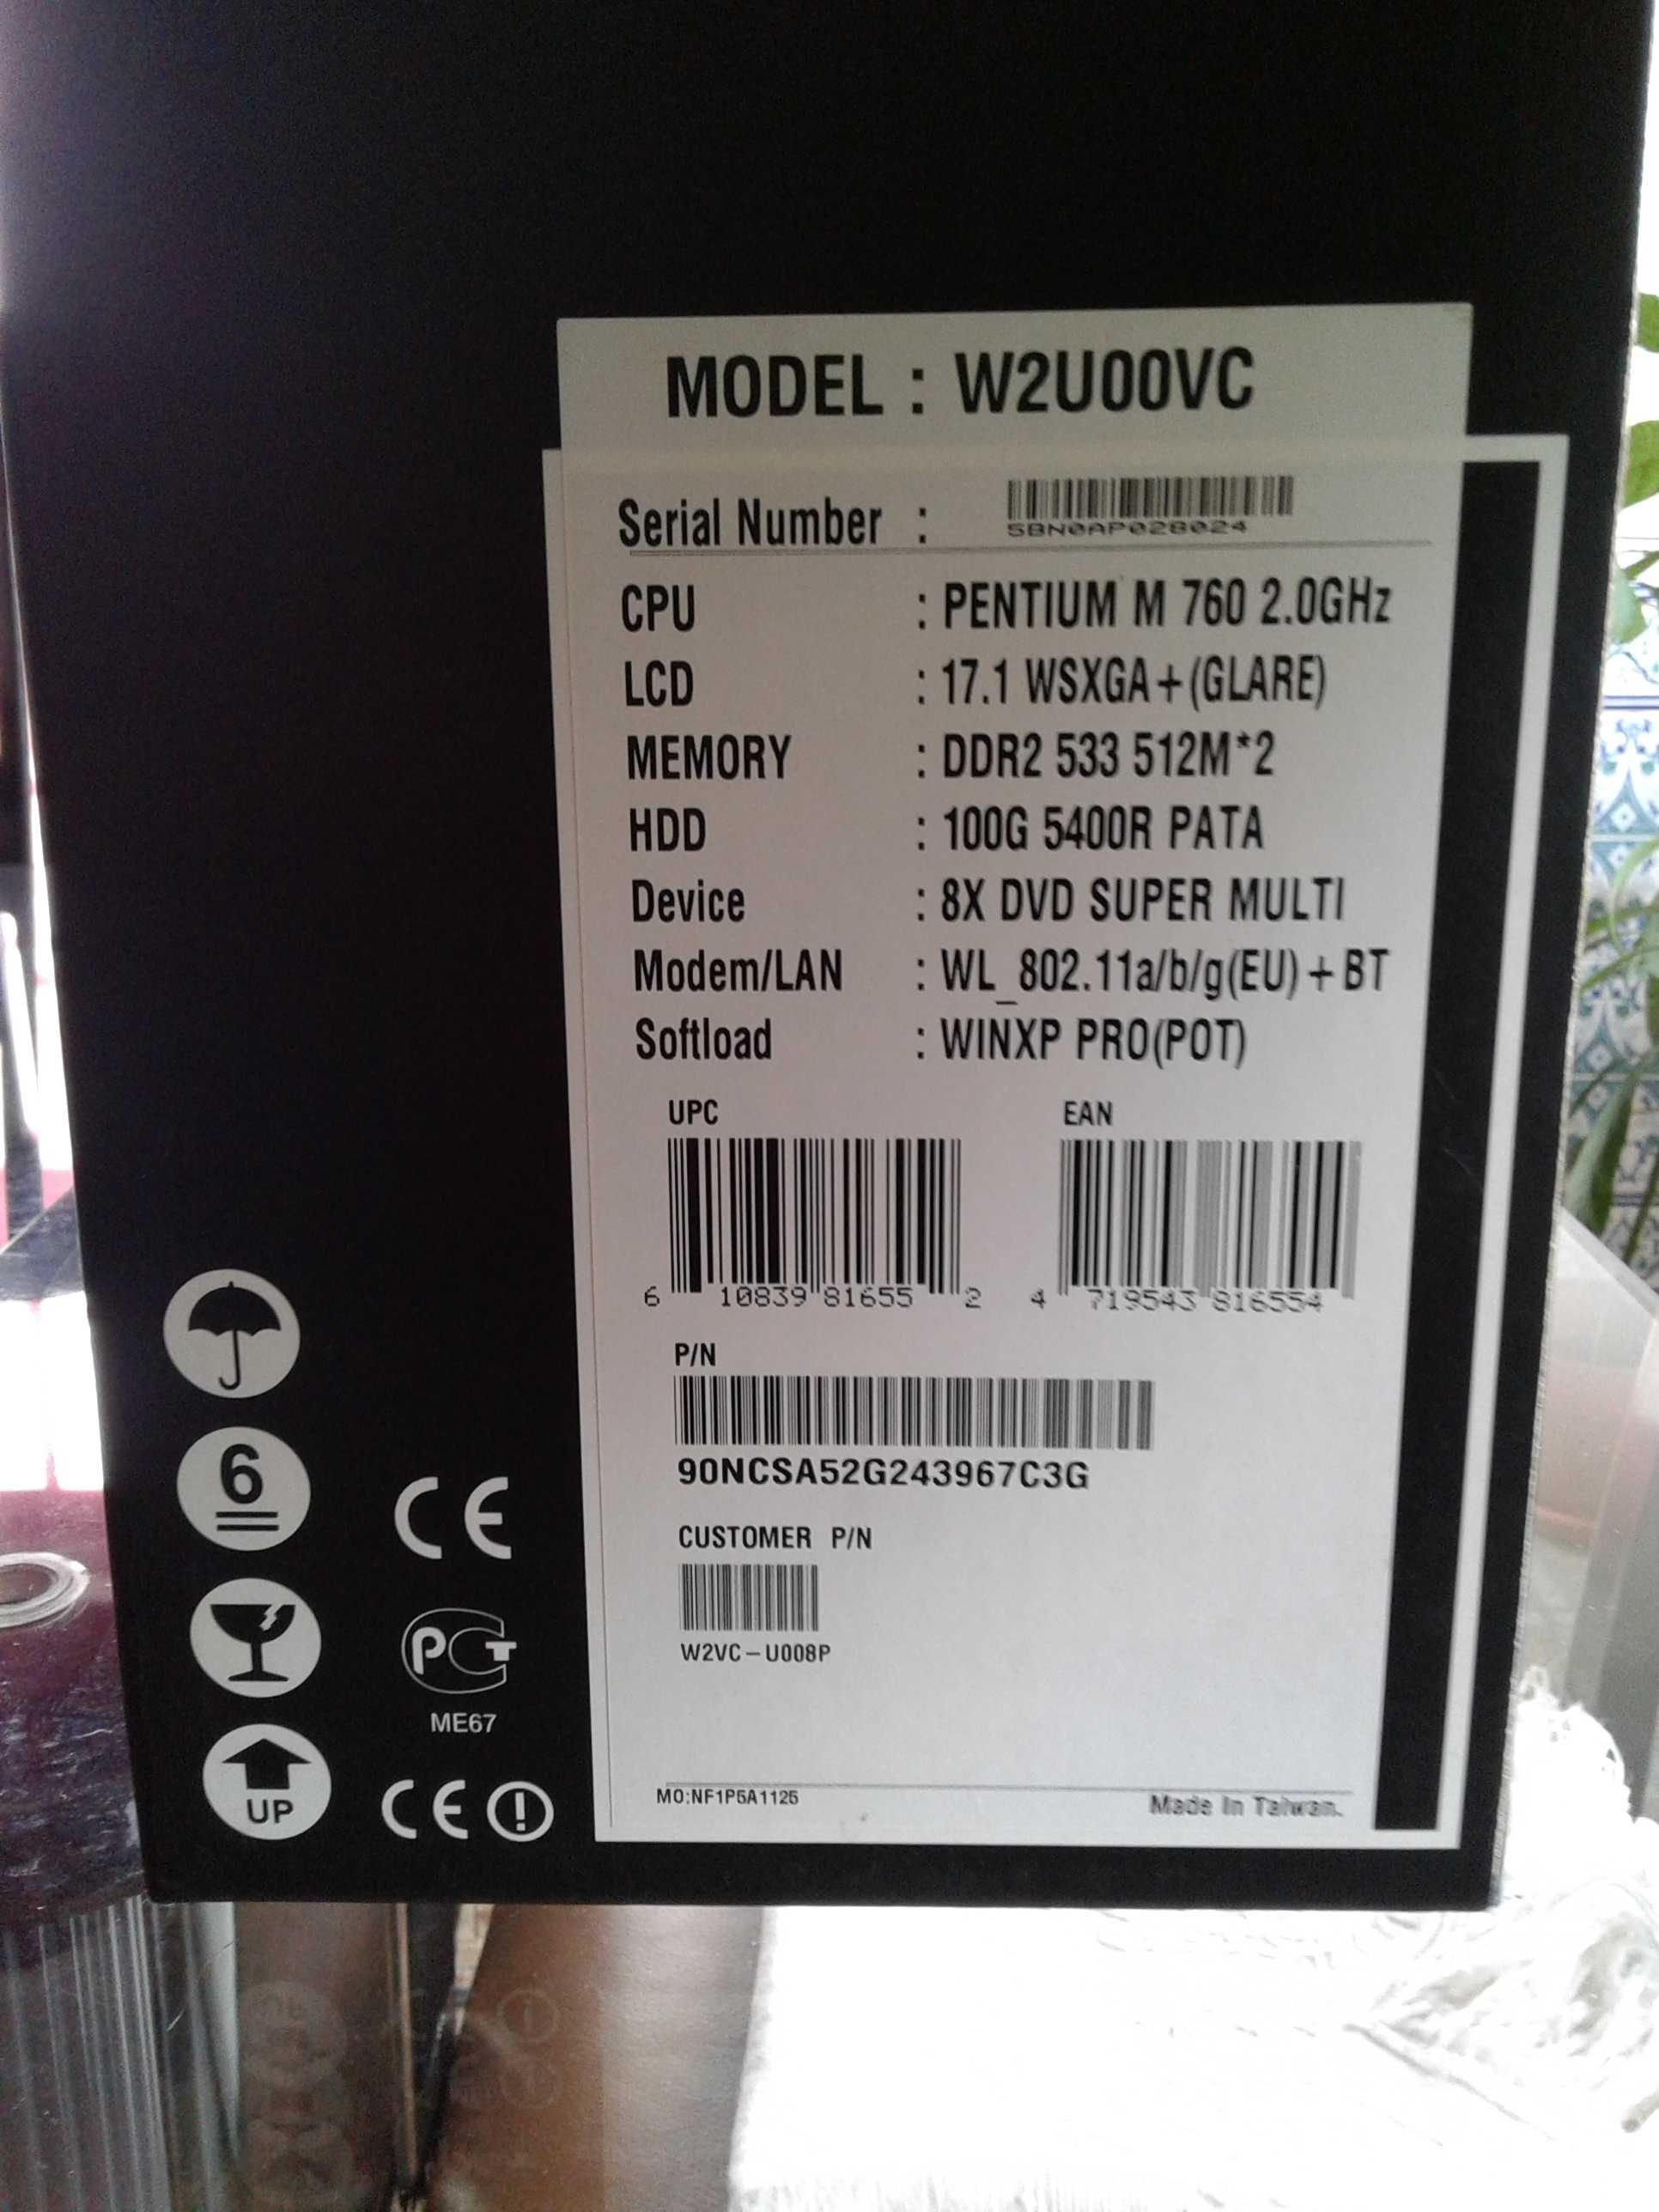 MODEL : W2U00VC
Serial Number :
5BN0AP028024
CPU : PENTIUM M 760 2.0GHz
LCD : 17.1 WSXGA+(GLARE)
MEMORY : DDR2 533 512M*2
HDD : 100G 5400R PATA
Device : 8X DVD SUPER MULTI
Modem/LAN : WL_802.11a/b/g(EU)+BT
Softload : WINXP PRO(POT)
UPC EAN
6 10839 81655 2 4 719543 816554
P/N
90NCSA52G243967C3G
CUSTOMER P/N
W2VC-U008P
MO:NF1P5A1125 Made In Taiwan.
6
CE
PCT
ME67
UP
CE